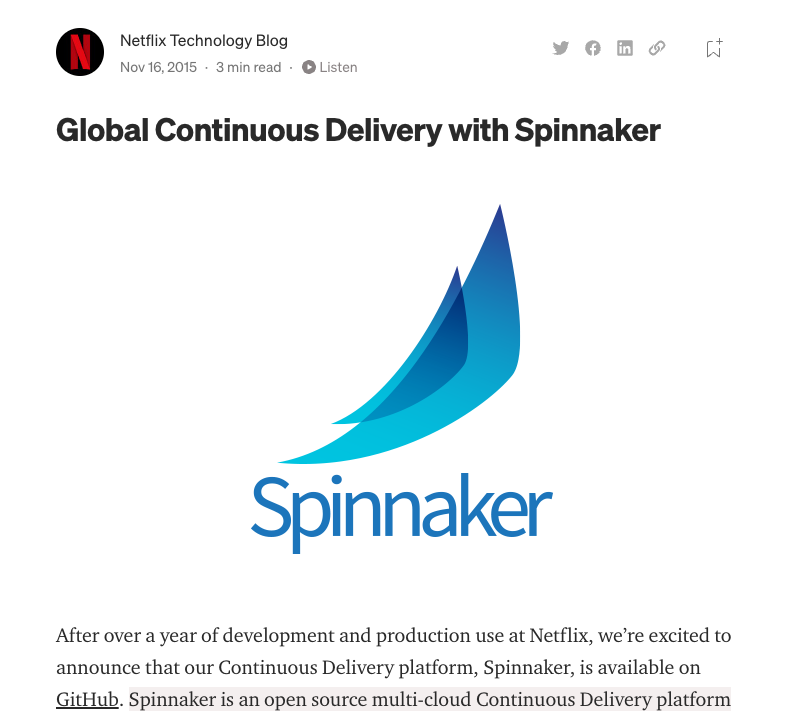 Netflix Technology Blog
Nov 16, 2015 · 3 min read · Listen
Global Continuous Delivery with Spinnaker
Spinnaker
After over a year of development and production use at Netflix, we’re excited to
announce that our Continuous Delivery platform, Spinnaker, is available on
GitHub. Spinnaker is an open source multi-cloud Continuous Delivery platform